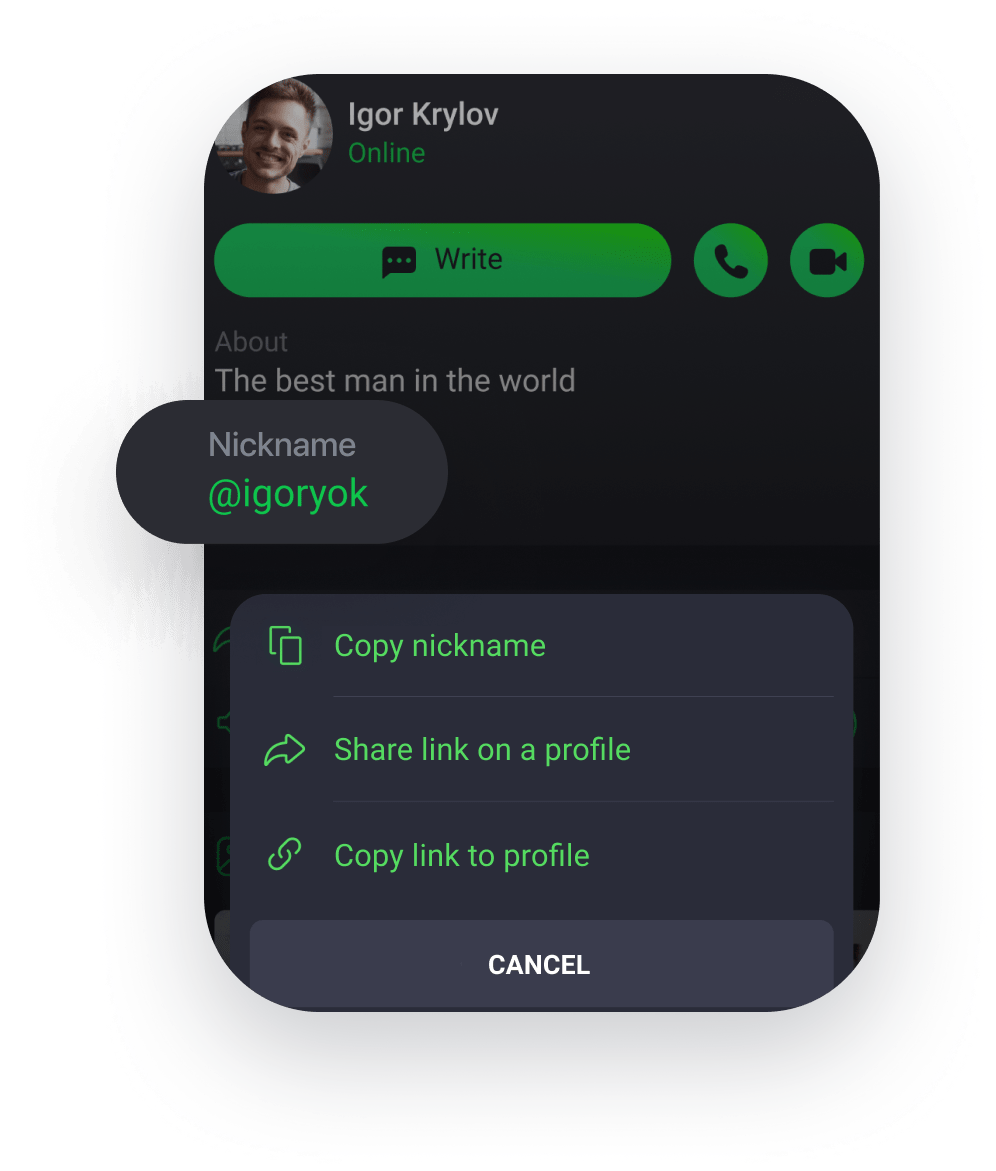 Igor Krylov
Online
Write
About
The best man in the world
Nickname
@igoryok
Copy nickname
Share link on a profile
Copy link to profile
CANCEL